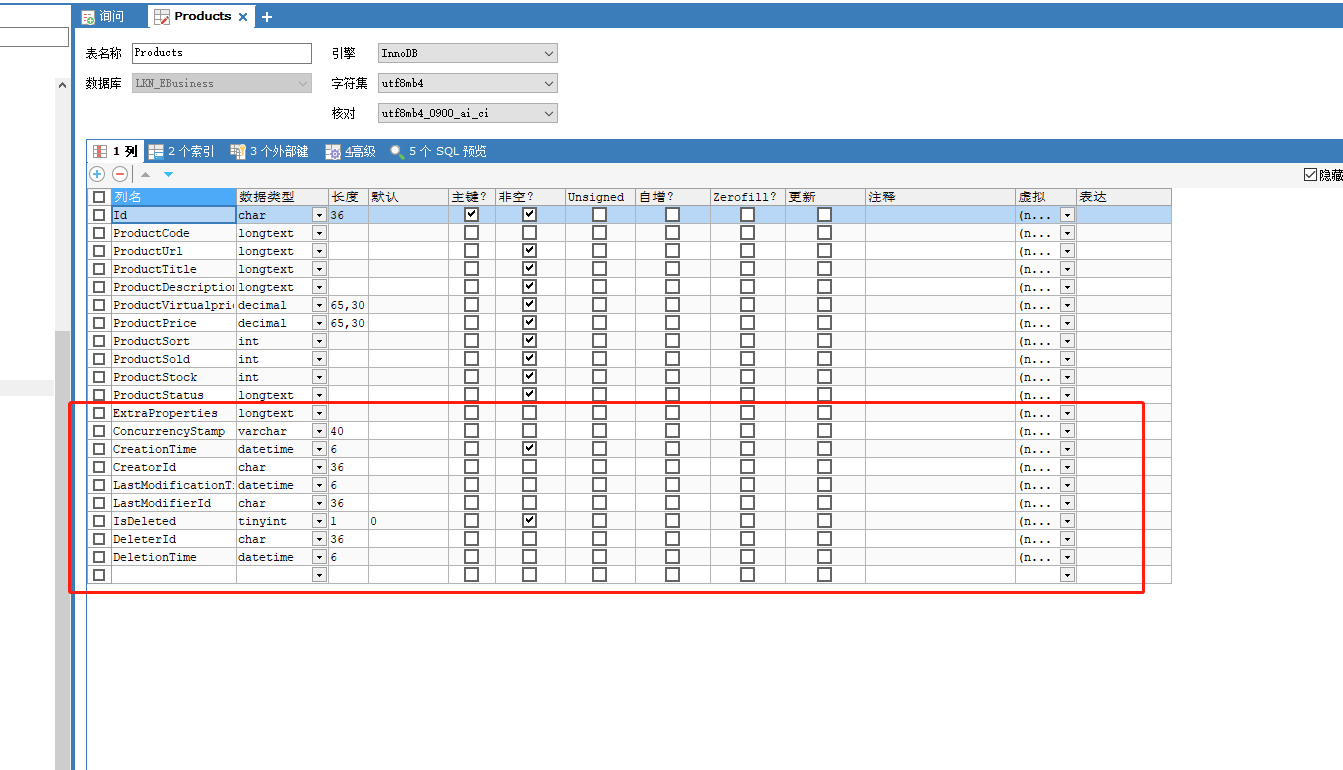 询问 Products
表名称 Products 引擎 InnoDB
数据库 LKN_EBusiness 字符集 utf8mb4
核对 utf8mb4_0900_ai_ci
1 列 2 个索引 3 个外部键 4高级 5 个 SQL 预览
隐藏
列名 数据类型 长度 默认 主键? 非空? Unsigned 自增? Zerofill? 更新 注释 虚拟 表达
Id char 36 (n...
ProductCode longtext (n...
ProductUrl longtext (n...
ProductTitle longtext (n...
ProductDescription longtext (n...
ProductVirtualpri decimal 65,30 (n...
ProductPrice decimal 65,30 (n...
ProductSort int (n...
ProductSold int (n...
ProductStock int (n...
ProductStatus longtext (n...
ExtraProperties longtext (n...
ConcurrencyStamp varchar 40 (n...
CreationTime datetime 6 (n...
CreatorId char 36 (n...
LastModificationT datetime 6 (n...
LastModifierId char 36 (n...
IsDeleted tinyint 1 0 (n...
DeleterId char 36 (n...
DeletionTime datetime 6 (n...